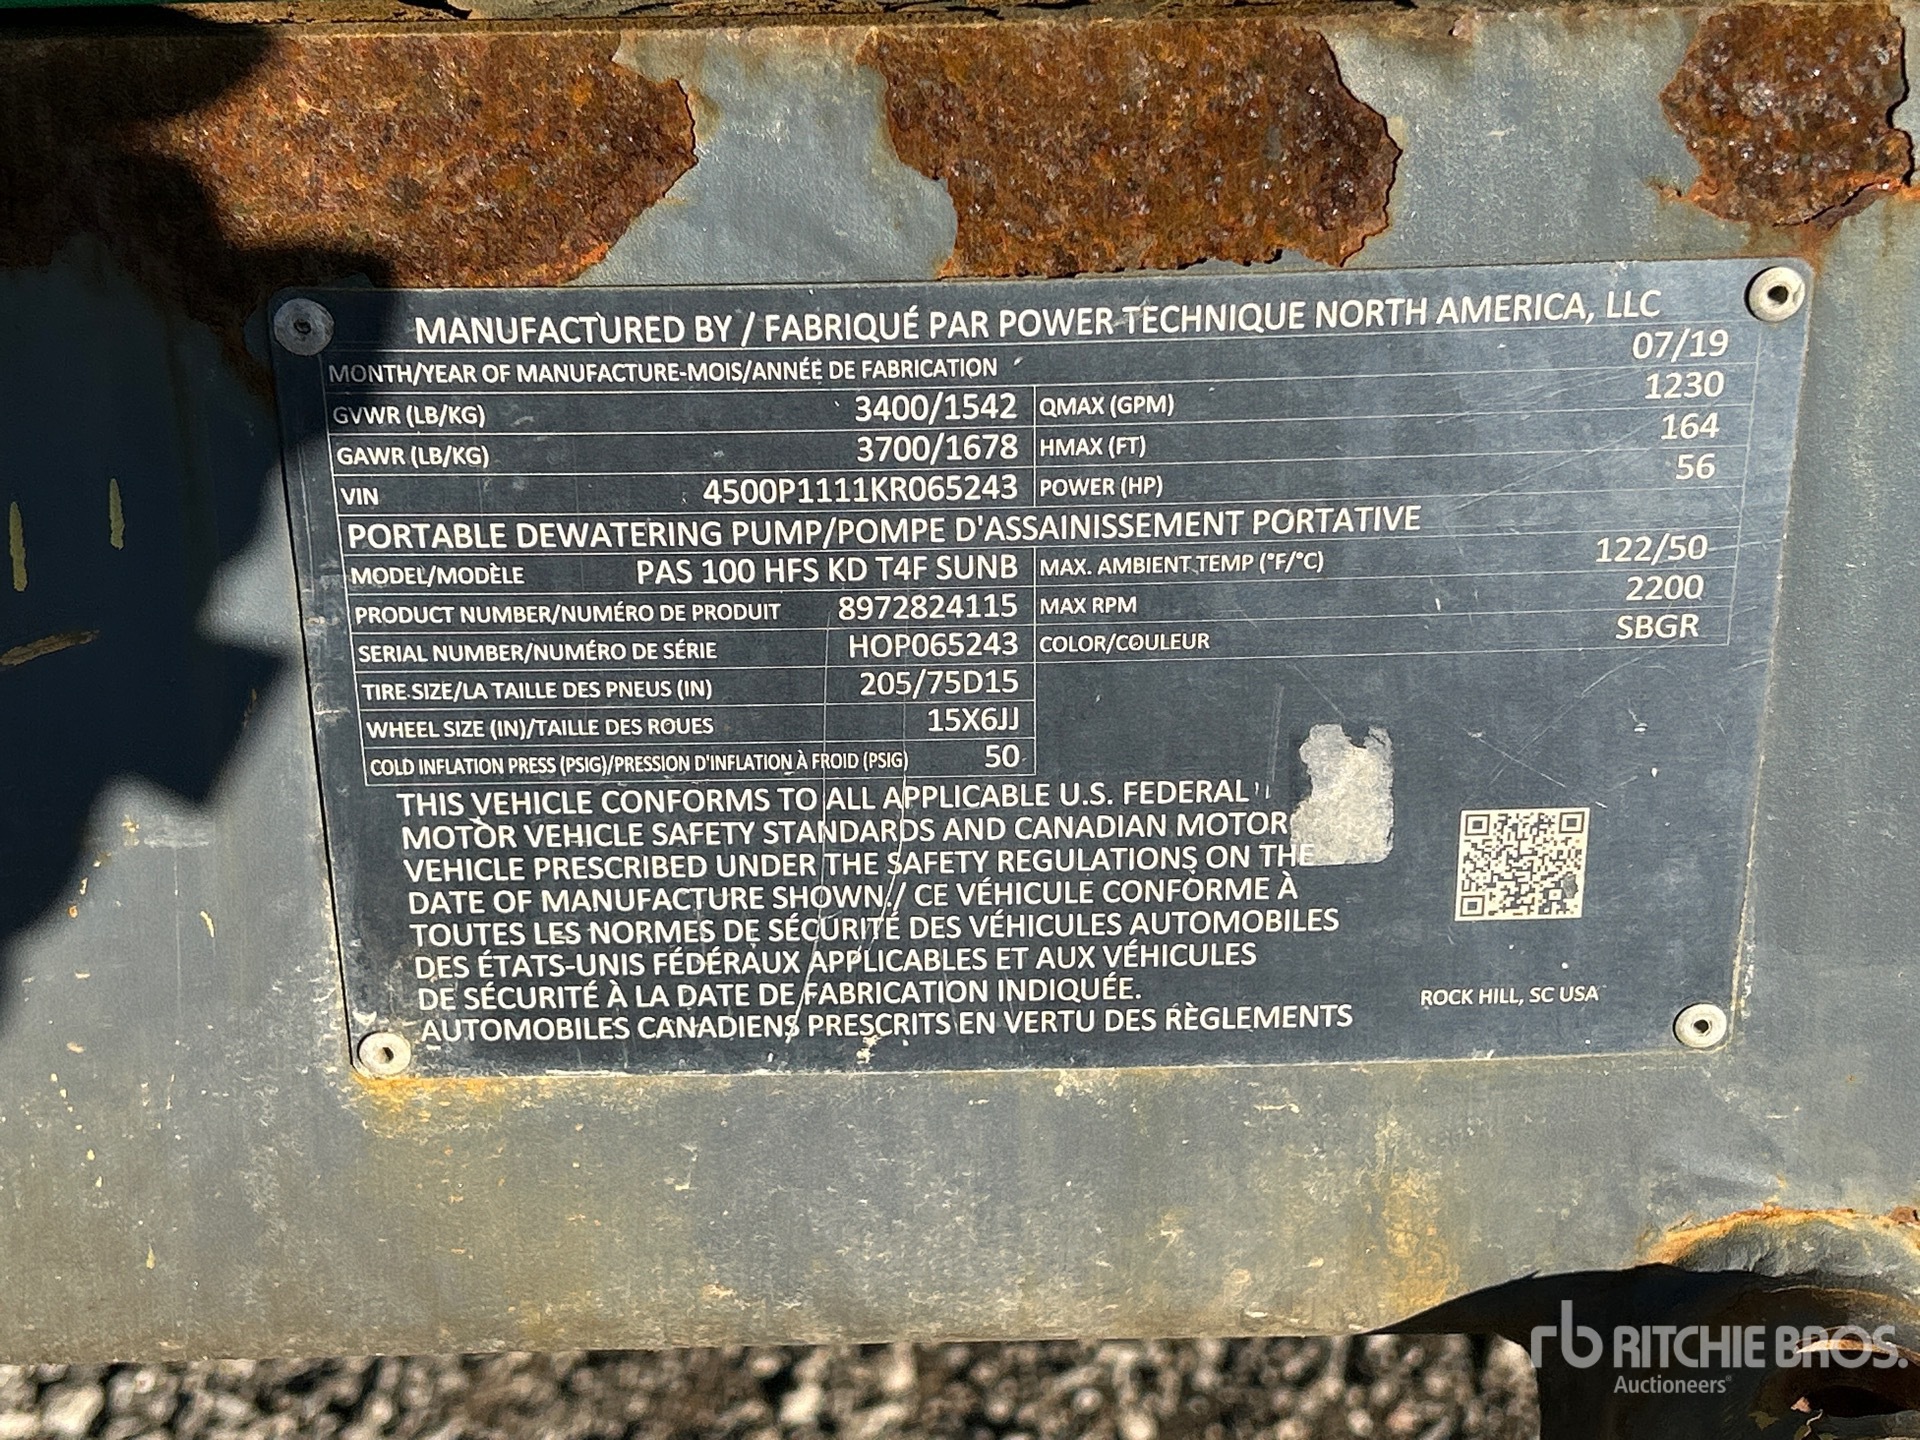 MANUFACTURED BY / FABRIQUÉ PAR POWER TECHNIQUE NORTH AMERICA, LLC
MONTH/YEAR OF MANUFACTURE-MOIS/ANNÉE DE FABRICATION 07/19
GVWR (LB/KG) 3400/1542 QMAX (GPM) 1230
GAWR (LB/KG) 3700/1678 HMAX (FT) 164
VIN 4500P1111KR065243 POWER (HP) 56
PORTABLE DEWATERING PUMP/POMPE D'ASSAINISSEMENT PORTATIVE
MODEL/MODÈLE PAS 100 HFS KD T4F SUNB MAX. AMBIENT TEMP (°F/°C) 122/50
PRODUCT NUMBER/NUMÉRO DE PRODUIT 8972824115 MAX RPM 2200
SERIAL NUMBER/NUMÉRO DE SÉRIE HOP065243 COLOR/COULEUR SBGR
TIRE SIZE/LA TAILLE DES PNEUS (IN) 205/75D15
WHEEL SIZE (IN)/TAILLE DES ROUES 15X6JJ
COLD INFLATION PRESS (PSIG)/PRESSION D'INFLATION À FROID (PSIG) 50
THIS VEHICLE CONFORMS TO ALL APPLICABLE U.S. FEDERAL
MOTOR VEHICLE SAFETY STANDARDS AND CANADIAN MOTOR
VEHICLE PRESCRIBED UNDER THE SAFETY REGULATIONS ON THE
DATE OF MANUFACTURE SHOWN./ CE VÉHICULE CONFORME À
TOUTES LES NORMES DE SÉCURITÉ DES VÉHICULES AUTOMOBILES
DES ÉTATS-UNIS FÉDÉRAUX APPLICABLES ET AUX VÉHICULES
DE SÉCURITÉ À LA DATE DE FABRICATION INDIQUÉE.
AUTOMOBILES CANADIENS PRESCRITS EN VERTU DES RÈGLEMENTS
ROCK HILL, SC USA
rb RITCHIE BROS.
Auctioneers